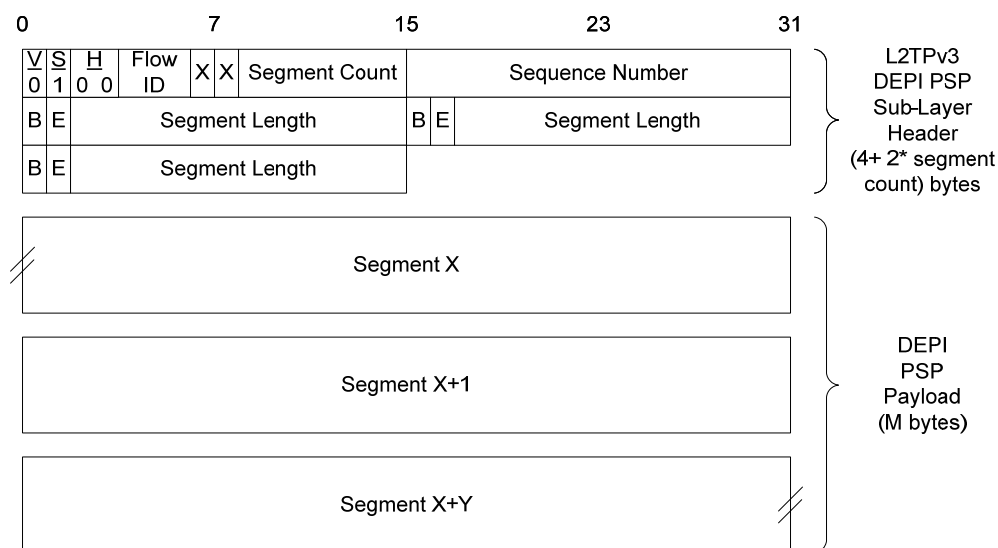 0 7 15 23 31
V S H Flow ID X X Segment Count Sequence Number
0 1 0 0
B E Segment Length B E Segment Length
B E Segment Length
L2TPv3
DEPI PSP
Sub-Layer
Header
(4+ 2* segment
count) bytes
Segment X
Segment X+1
Segment X+Y
DEPI
PSP
Payload
(M bytes)